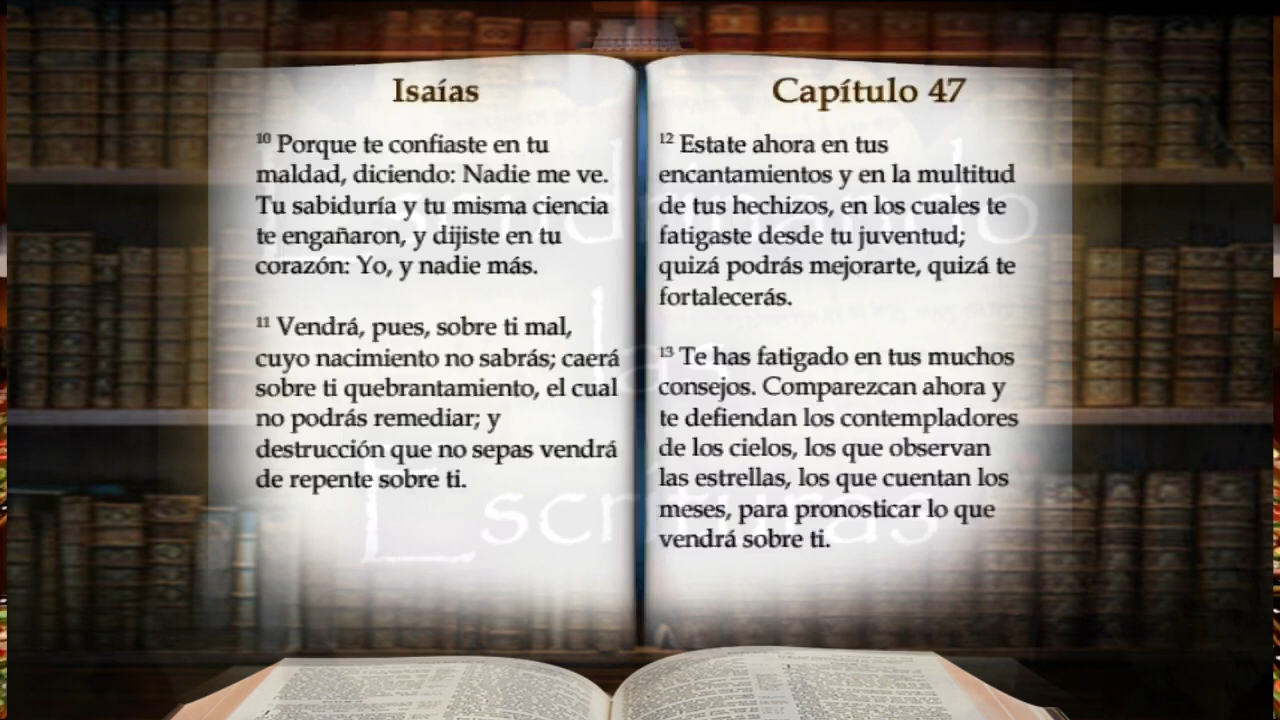 Isaías
10 Porque te confiaste en tu
maldad, diciendo: Nadie me ve.
Tu sabiduría y tu misma ciencia
te engañaron, y dijiste en tu
corazón: Yo, y nadie más.
11 Vendrá, pues, sobre ti mal,
cuyo nacimiento no sabrás; caerá
sobre ti quebrantamiento, el cual
no podrás remediar; y
destrucción que no sepas vendrá
de repente sobre ti.
Capítulo 47
12 Estate ahora en tus
encantamientos y en la multitud
de tus hechizos, en los cuales te
fatigaste desde tu juventud;
quizá podrás mejorarte, quizá te
fortalecerás.
13 Te has fatigado en tus muchos
consejos. Comparezcan ahora y
te defiendan los contempladores
de los cielos, los que observan
las estrellas, los que cuentan los
meses, para pronosticar lo que
vendrá sobre ti.
las
Escrituras